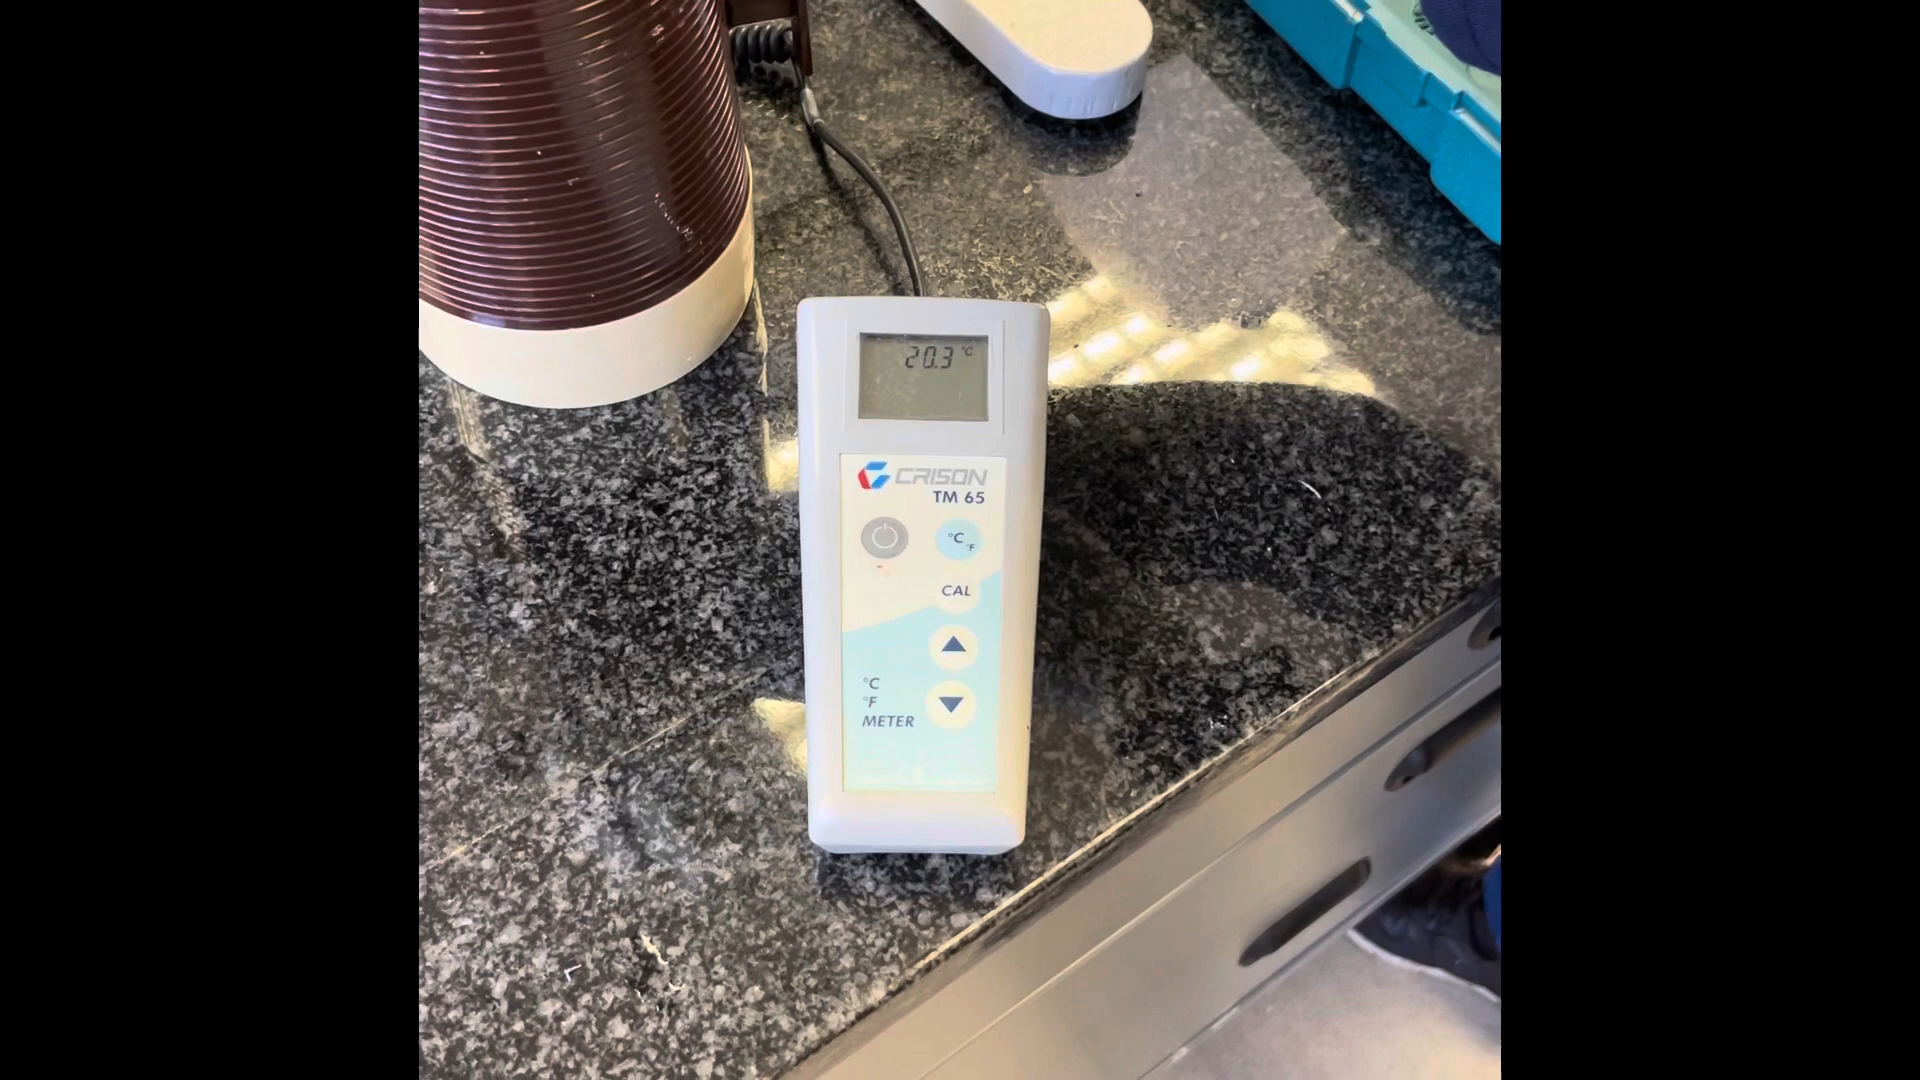 20.3 °C
CRISON
TM 65
°C °F
CAL
°C
°F
METER